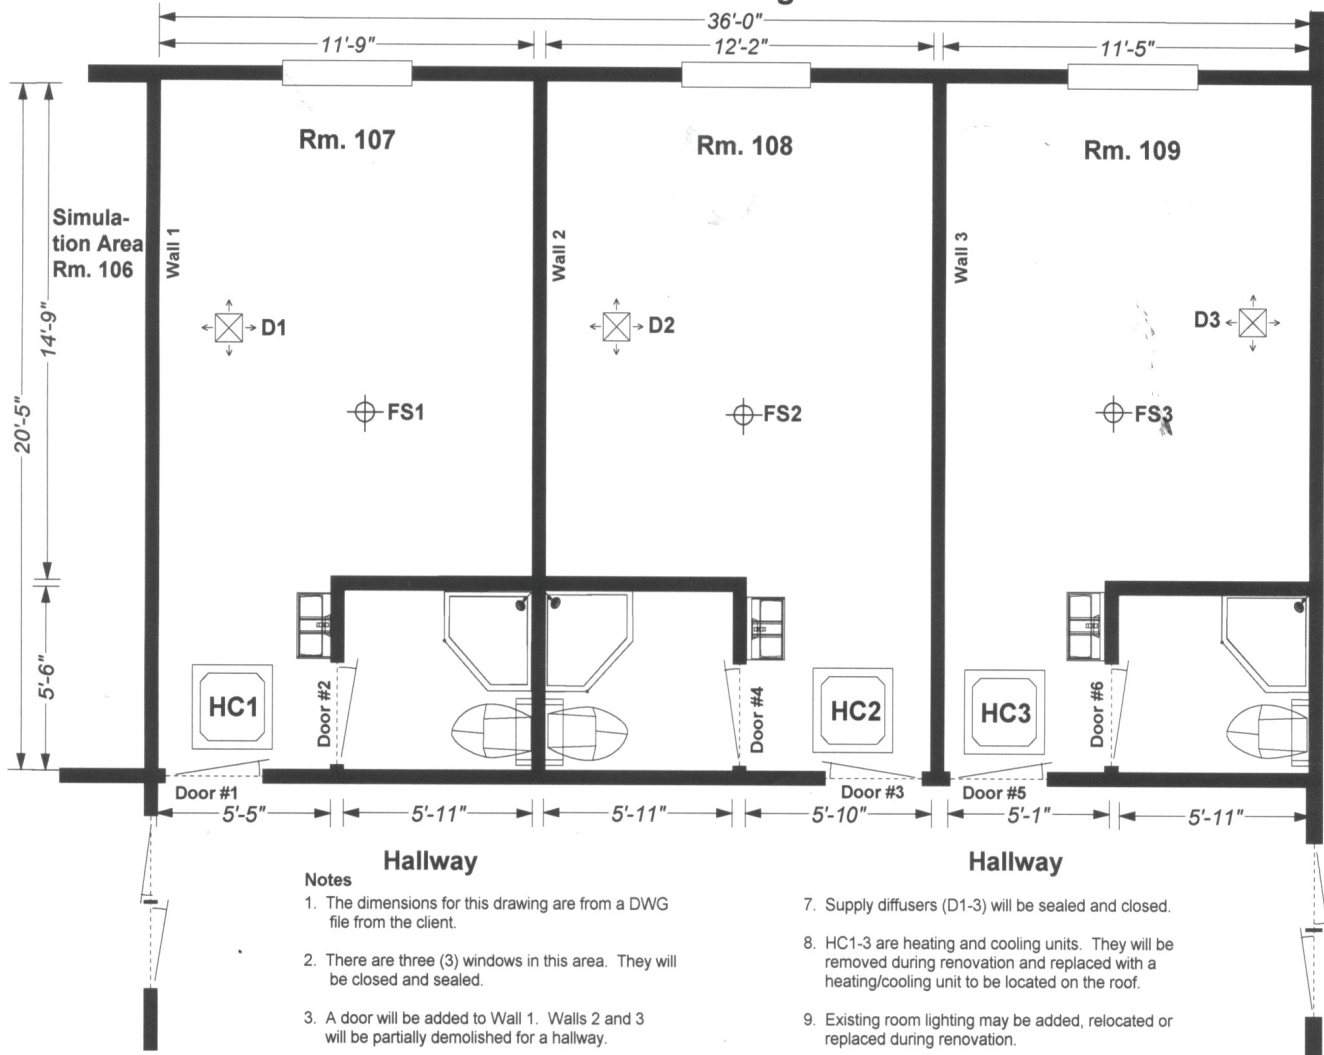 36'-0"
11'-9"
12'-2"
11'-5"
Rm. 107
Rm. 108
Rm. 109
Simula-
tion Area
Rm. 106
Wall 1
Wall 2
Wall 3
D1
D2
D3
14'-9"
20'-5"
FS1
FS2
FS3
5'-6"
HC1
Door #2
Door #4
HC2
HC3
Door #6
Door #1
Door #3
Door #5
5'-5"
5'-11"
5'-11"
5'-10"
5'-1"
5'-11"
Hallway
Hallway
Notes
1. The dimensions for this drawing are from a DWG
file from the client.
2. There are three (3) windows in this area. They will
be closed and sealed.
3. A door will be added to Wall 1. Walls 2 and 3
will be partially demolished for a hallway.
7. Supply diffusers (D1-3) will be sealed and closed.
8. HC1-3 are heating and cooling units. They will be
removed during renovation and replaced with a
heating/cooling unit to be located on the roof.
9. Existing room lighting may be added, relocated or
replaced during renovation.